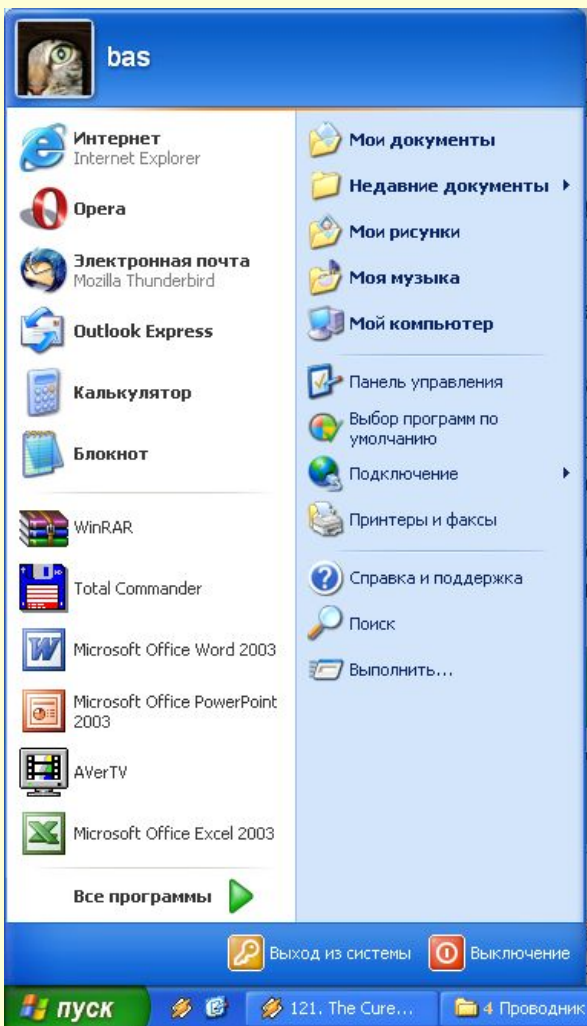 bas
Интернет
Internet Explorer
Opera
Электронная почта
Mozilla Thunderbird
Outlook Express
Калькулятор
Блокнот
WinRAR
Total Commander
Microsoft Office Word 2003
Microsoft Office PowerPoint
2003
AVerTV
Microsoft Office Excel 2003
Все программы
Мои документы
Недавние документы
Мои рисунки
Моя музыка
Мой компьютер
Панель управления
Выбор программ по
умолчанию
Подключение
Принтеры и факсы
Справка и поддержка
Поиск
Выполнить...
Выход из системы
Выключение
пуск
121. The Cure...
4 Проводник